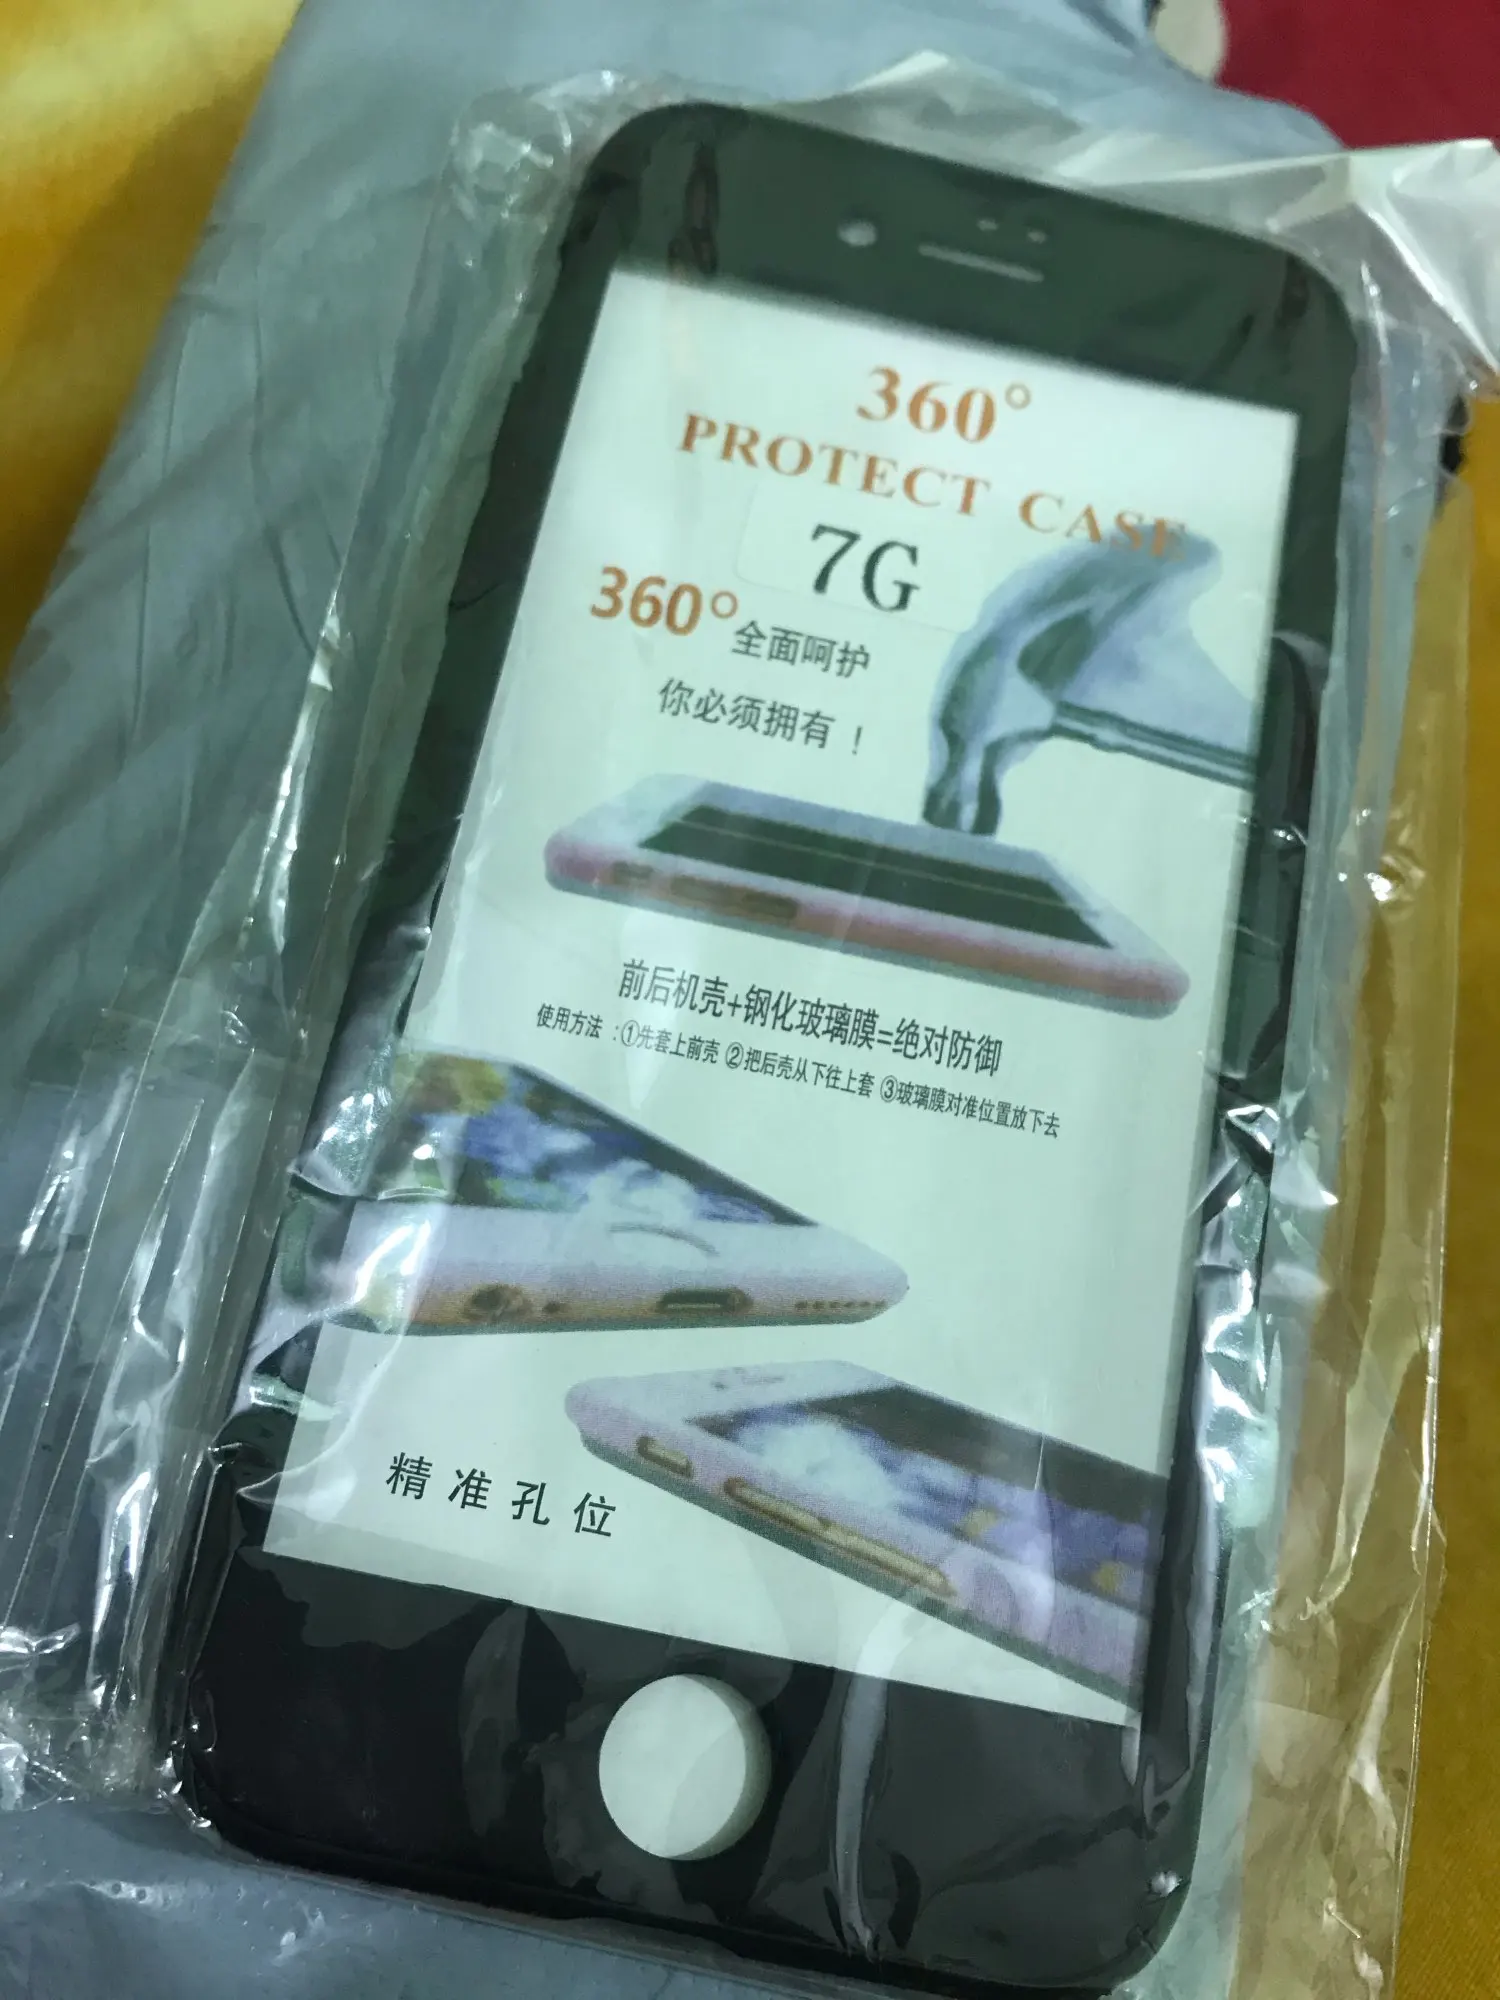 360°
PROTECT CASE
7G
360°全面呵护
你必须拥有！
前后机壳+钢化玻璃膜=绝对防御
使用方法：①先套上前壳 ②把后壳从下往上套 ③玻璃膜对准位置放下去
精准孔位